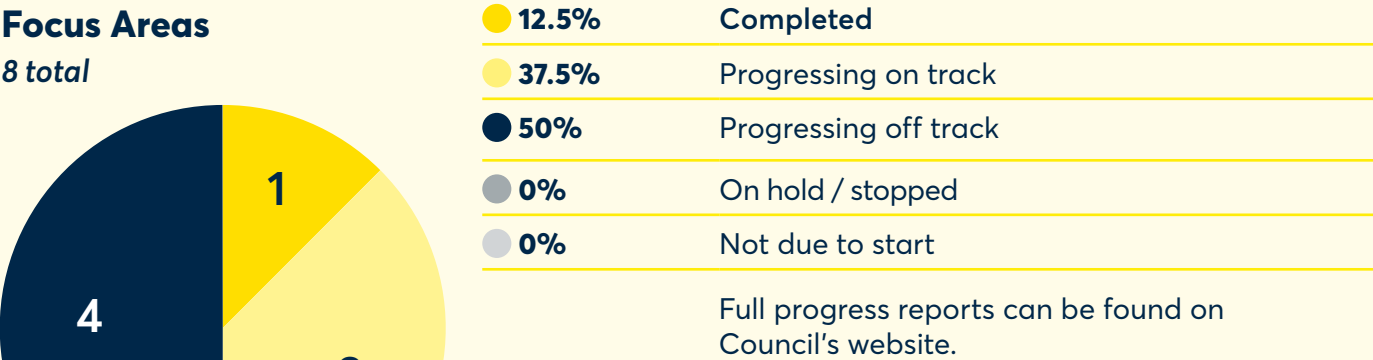 Focus Areas
8 total
1
4
12.5% Completed
37.5% Progressing on track
50% Progressing off track
0% On hold / stopped
0% Not due to start
Full progress reports can be found on
Council's website.